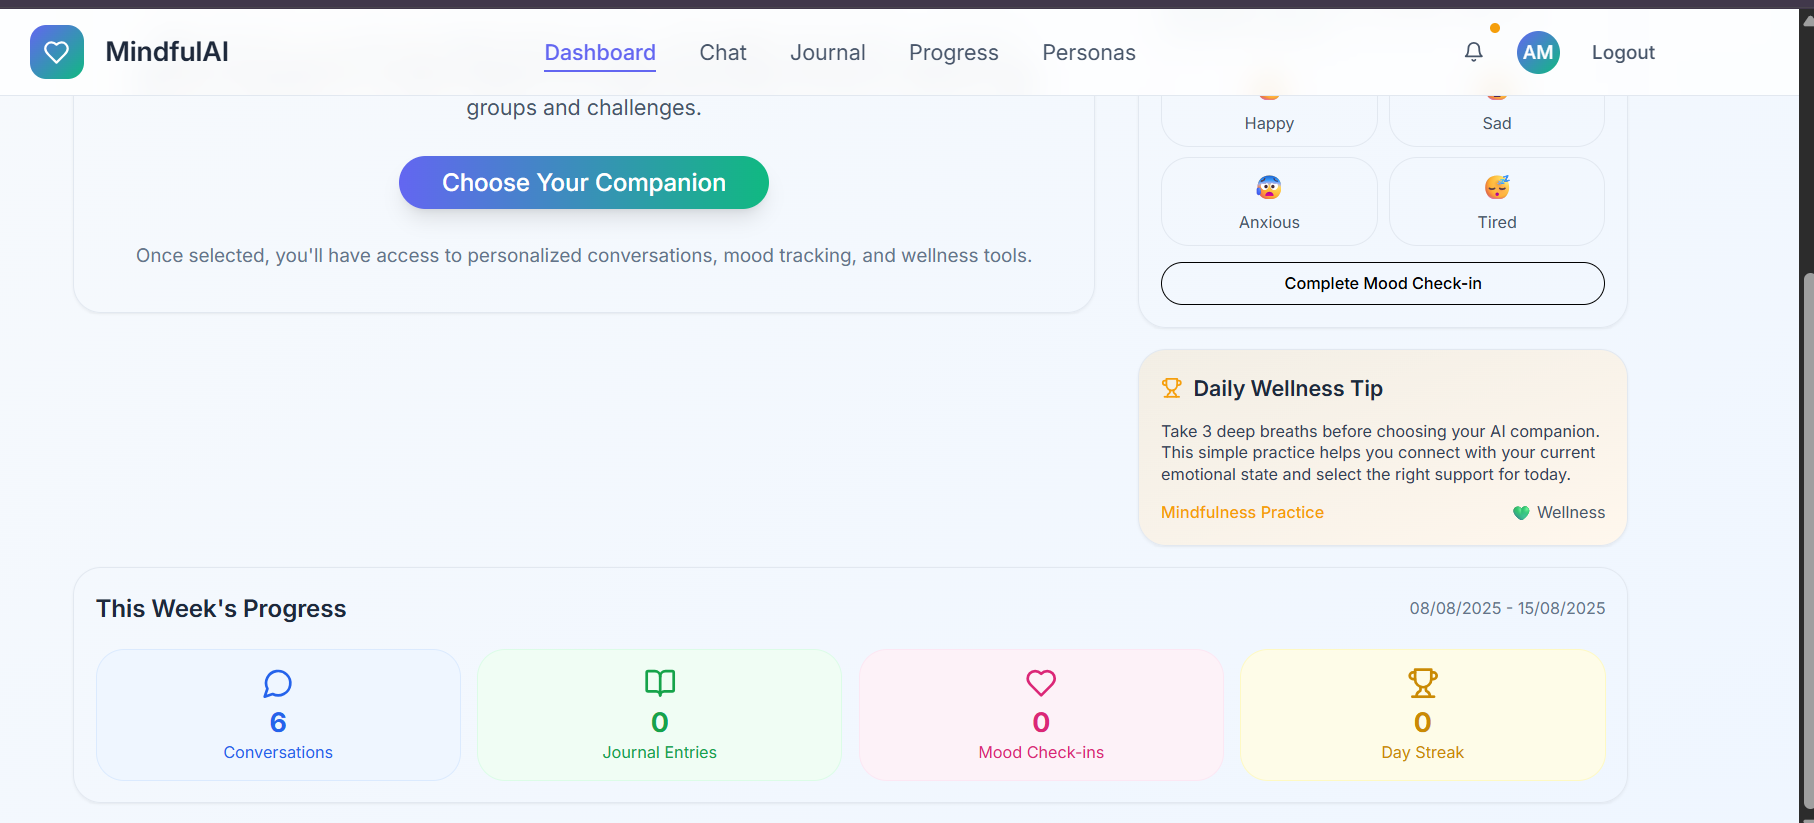 MindfulAI
Dashboard
Chat
Journal
Progress
Personas
AM
Logout
groups and challenges.
Choose Your Companion
Once selected, you'll have access to personalized conversations, mood tracking, and wellness tools.
Happy
Sad
Anxious
Tired
Complete Mood Check-in
Daily Wellness Tip
Take 3 deep breaths before choosing your AI companion.
This simple practice helps you connect with your current
emotional state and select the right support for today.
Mindfulness Practice
Wellness
This Week's Progress
08/08/2025 - 15/08/2025
6
Conversations
0
Journal Entries
0
Mood Check-ins
0
Day Streak